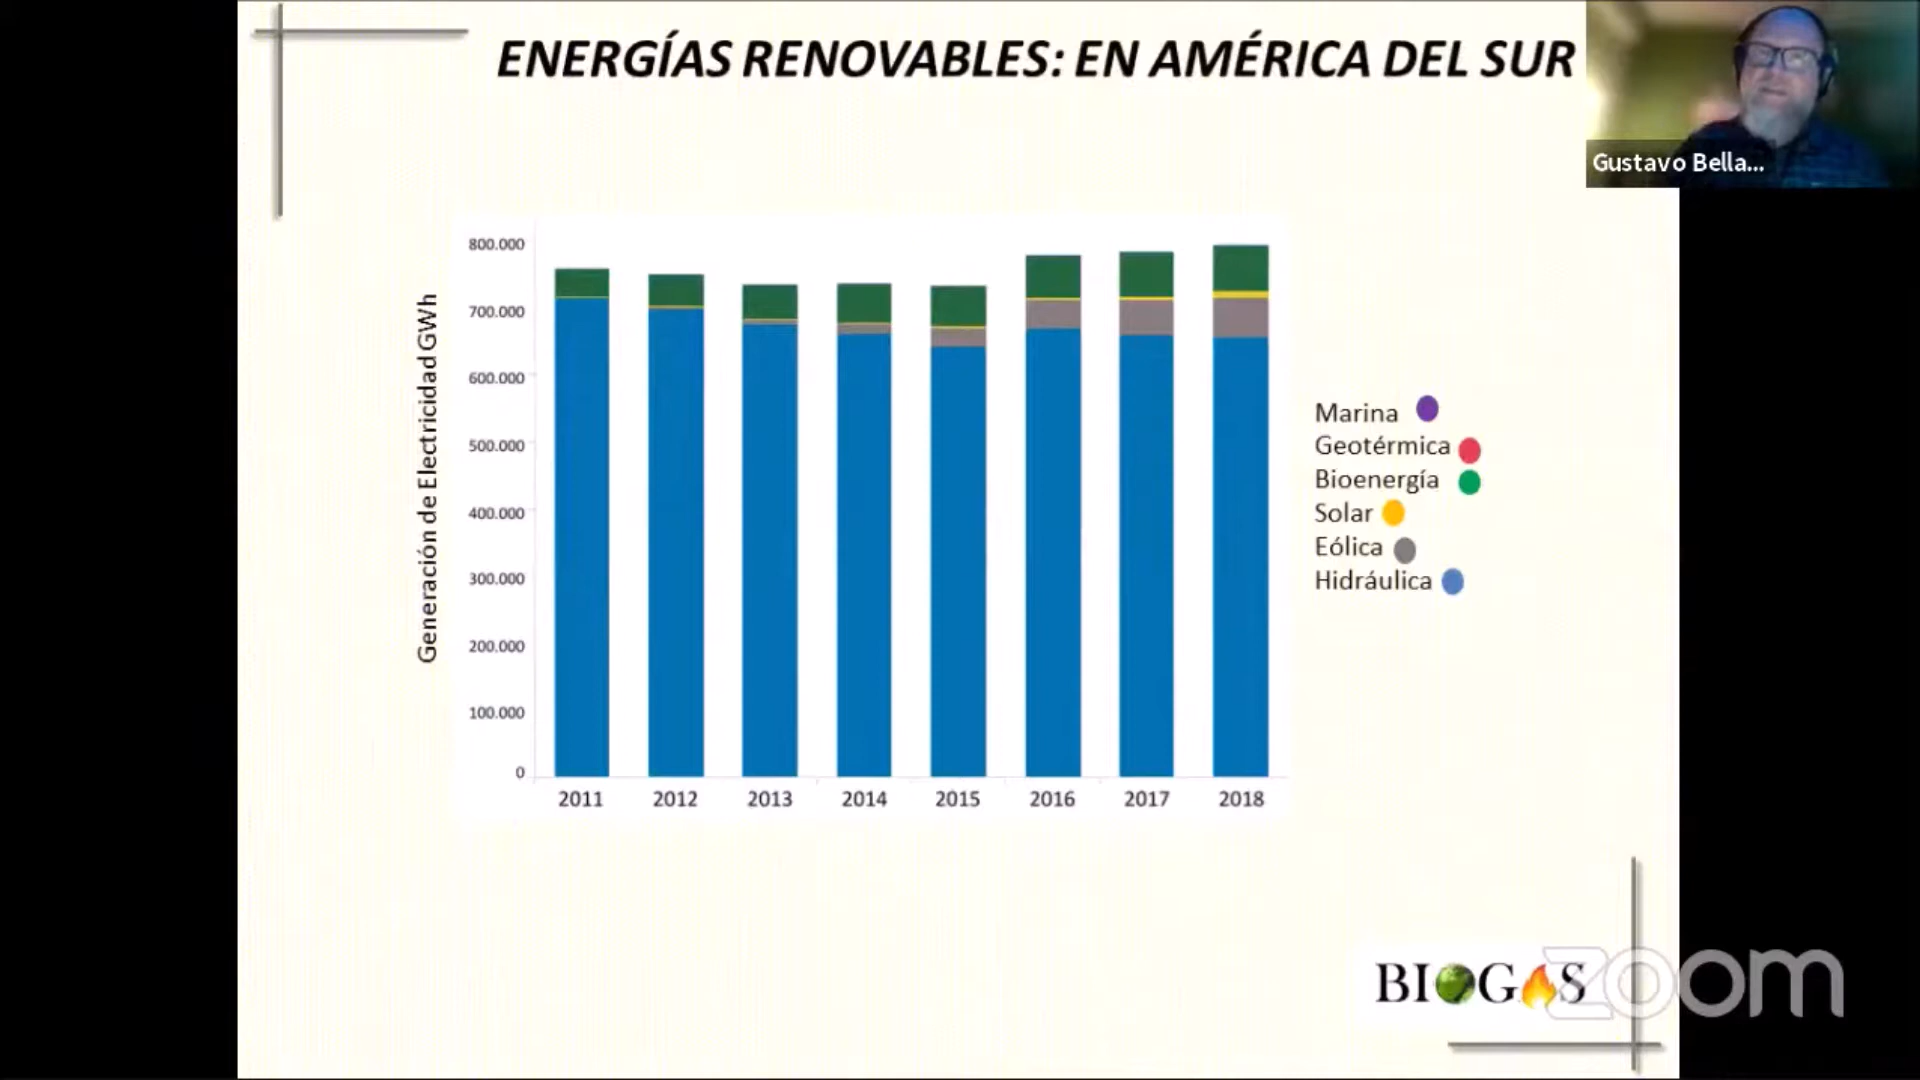 ENERGÍAS RENOVABLES: EN AMÉRICA DEL SUR
Gustavo Bella...
Generación de Electricidad GWh
800.000
700.000
600.000
500.000
400.000
300.000
200.000
100.000
0
2011 2012 2013 2014 2015 2016 2017 2018
Marina
Geotérmica
Bioenergía
Solar
Eólica
Hidráulica
BIOGAS
zoom